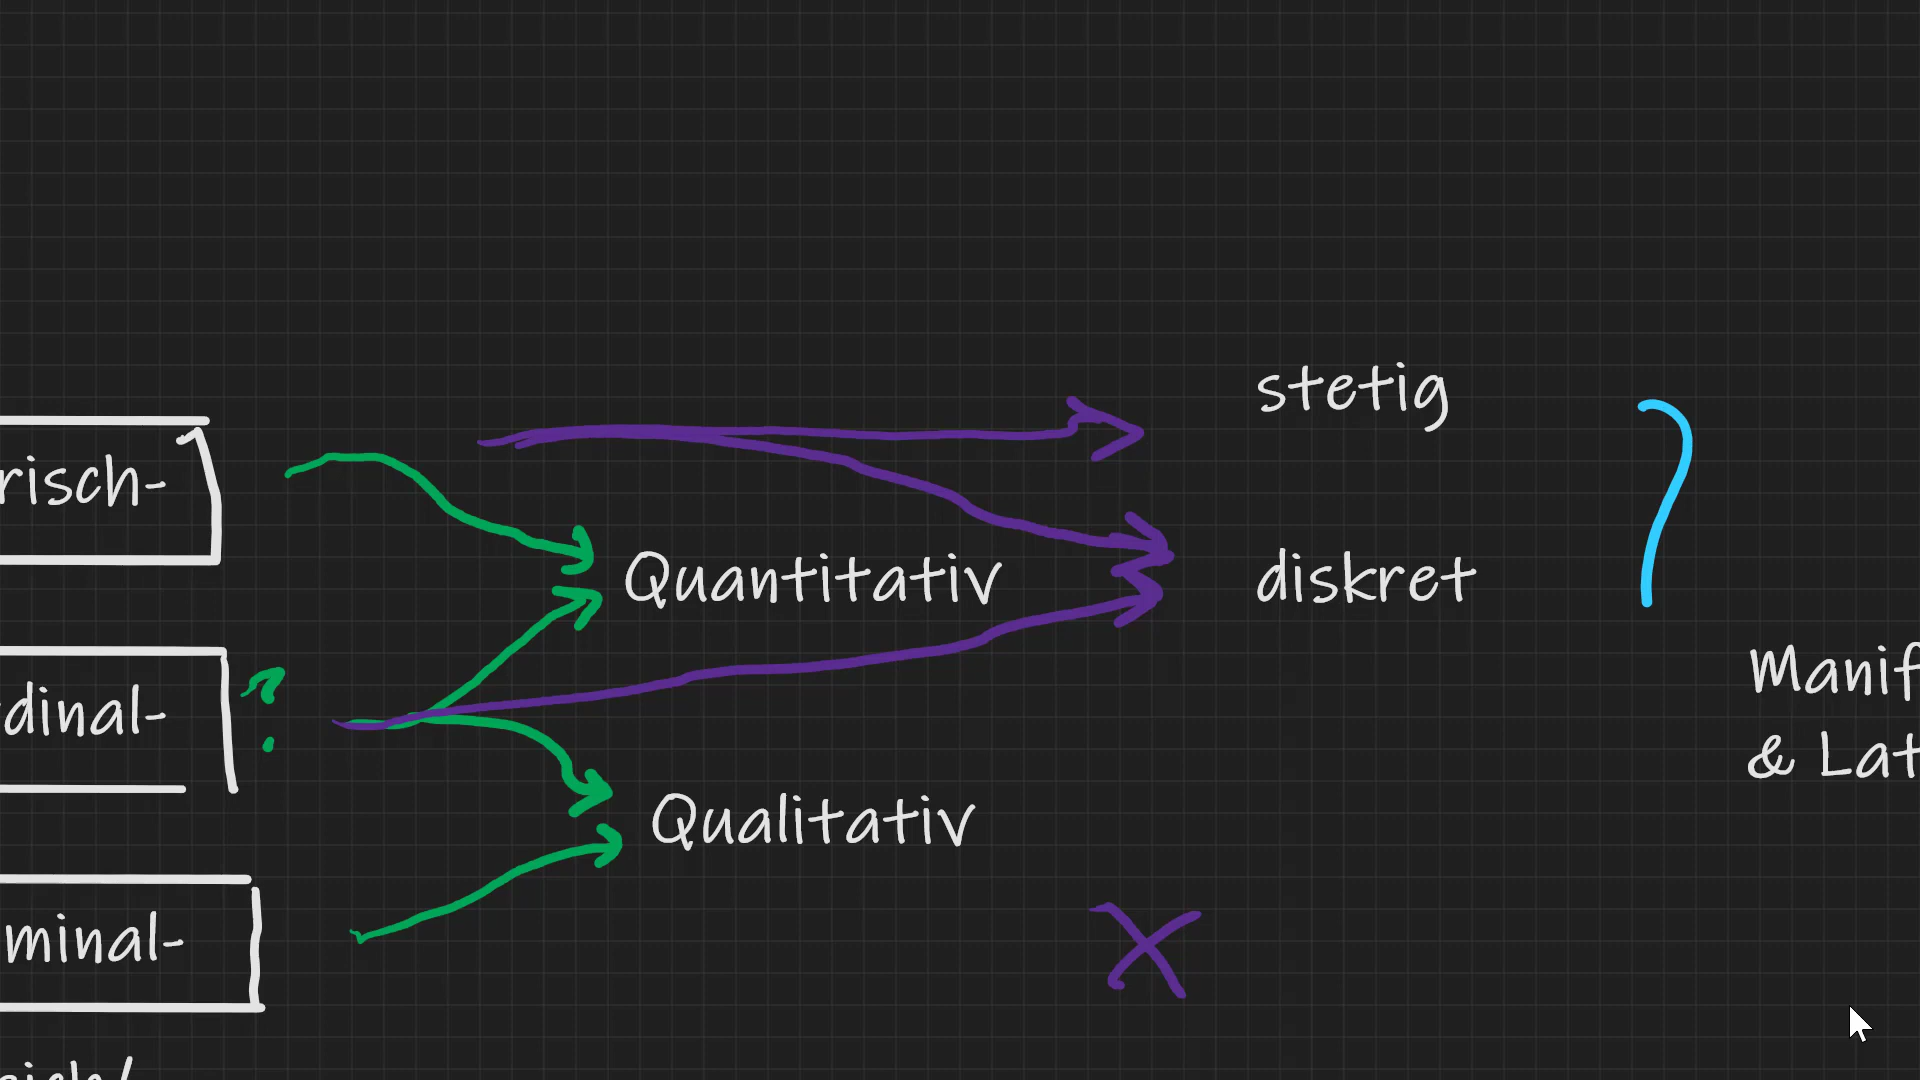 stetig
risch-
Quantitativ
diskret
dinal-
Manif
& Lat
Qualitativ
minal-